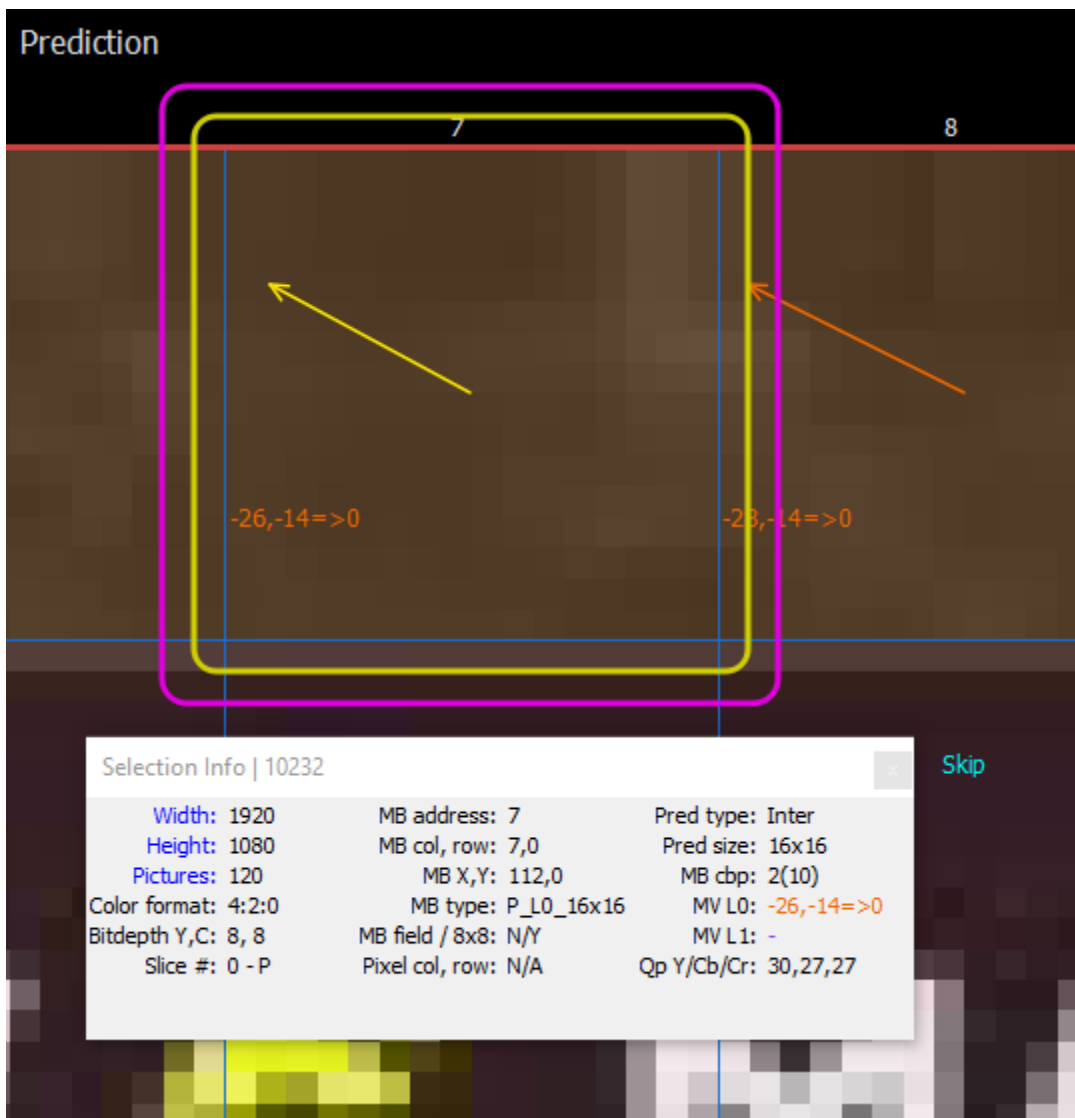 Prediction
7
8
-26,-14=>0
-28,-14=>0
Skip
Selection Info | 10232
x
Width: 1920
MB address: 7
Pred type: Inter
Height: 1080
MB col, row: 7,0
Pred size: 16x16
Pictures: 120
MB X,Y: 112,0
MB cbp: 2(10)
Color format: 4:2:0
MB type: P_L0_16x16
MV L0: -26,-14=>0
Bitdepth Y,C: 8, 8
MB field / 8x8: N/Y
MV L1: -
Slice #: 0 - P
Pixel col, row: N/A
Qp Y/Cb/Cr: 30,27,27